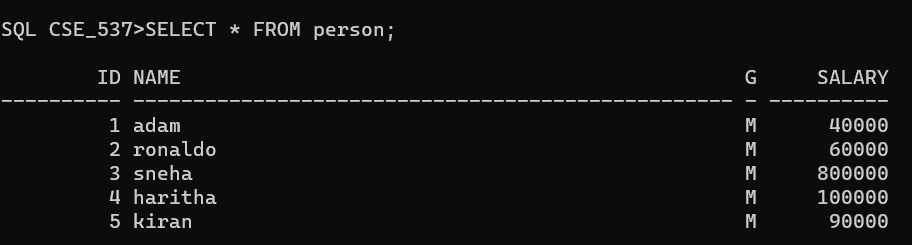 SQL CSE_537>SELECT * FROM person;
        ID NAME                                               G     SALARY
---------- -------------------------------------------------- - ----------
         1 adam                                               M      40000
         2 ronaldo                                            M      60000
         3 sneha                                              M     800000
         4 haritha                                            M     100000
         5 kiran                                              M      90000